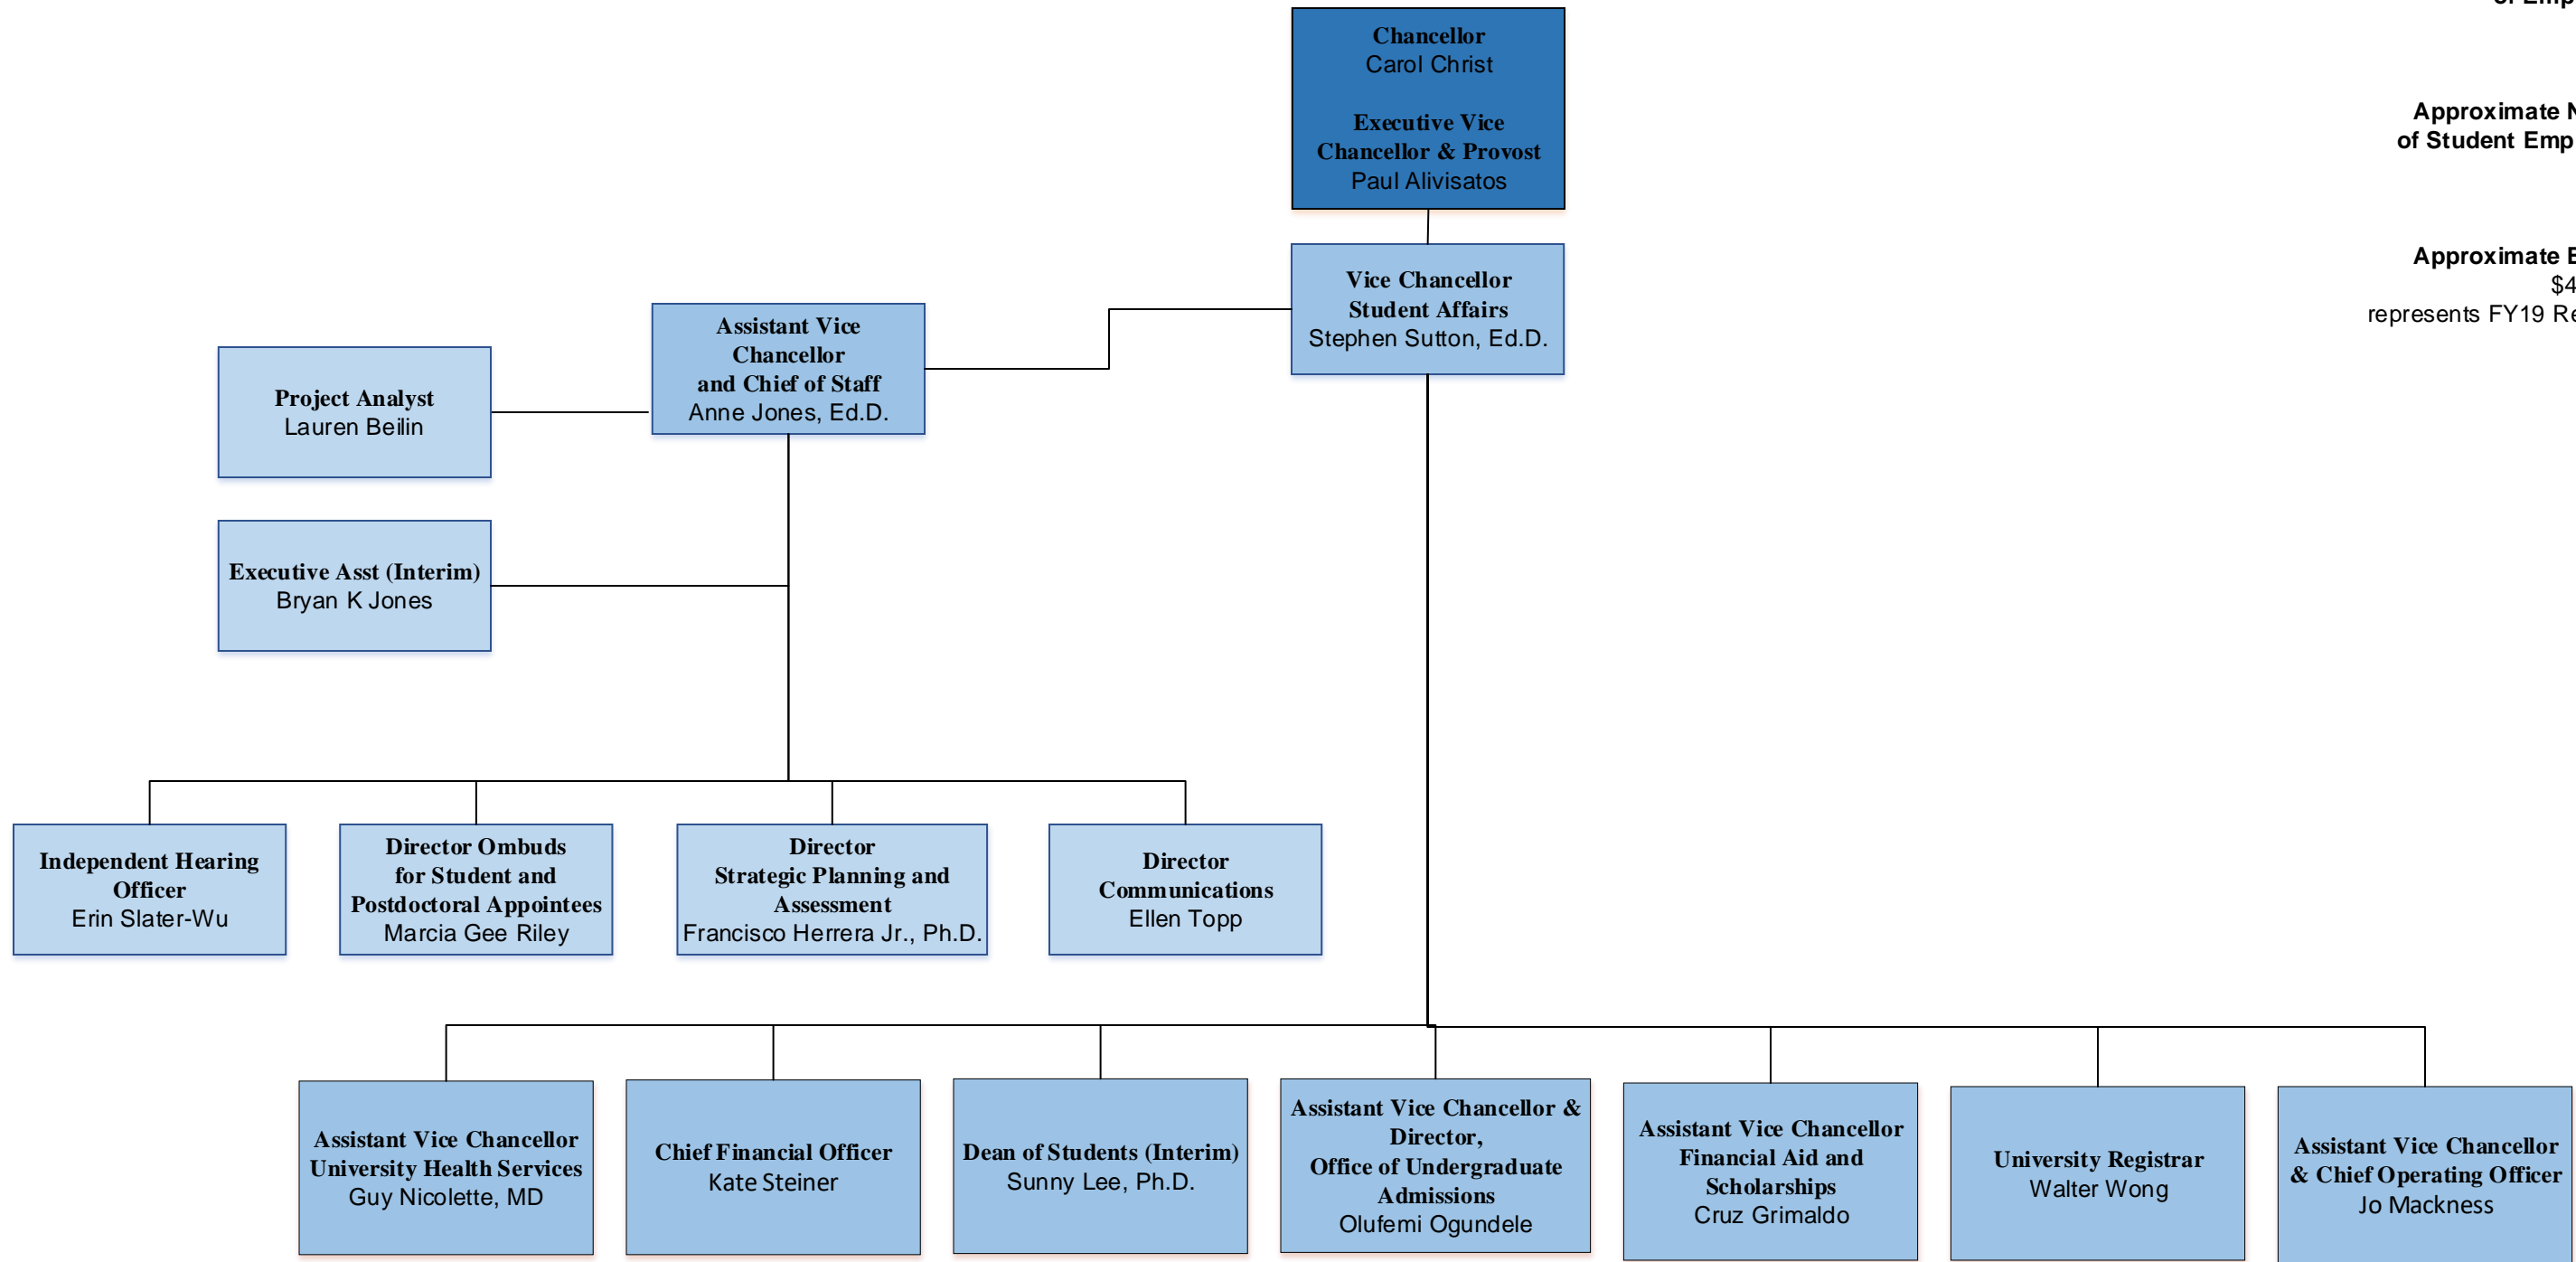 Chancellor
Carol Christ
Executive Vice
Chancellor & Provost
Paul Alivisatos
Approximate
of Student
Approximate
$4
represents FY19
Vice Chancellor
Student Affairs
Stephen Sutton, Ed.D.
Assistant Vice
Chancellor
and Chief of Staff
Anne Jones, Ed.D.
Project Analyst
Lauren Beilin
Executive Asst (Interim)
Bryan K Jones
Independent Hearing
Officer
Erin Slater-Wu
Director Ombuds
for Student and
Postdoctoral Appointees
Marcia Gee Riley
Director
Strategic Planning and
Assessment
Francisco Herrera Jr., Ph.D.
Director
Communications
Ellen Topp
Assistant Vice Chancellor
University Health Services
Guy Nicolette, MD
Chief Financial Officer
Kate Steiner
Dean of Students (Interim)
Sunny Lee, Ph.D.
Assistant Vice Chancellor &
Director,
Office of Undergraduate
Admissions
Olufemi Ogundele
Assistant Vice Chancellor
Financial Aid and
Scholarships
Cruz Grimaldo
University Registrar
Walter Wong
Assistant Vice Chancellor
& Chief Operating Officer
Jo Mackness